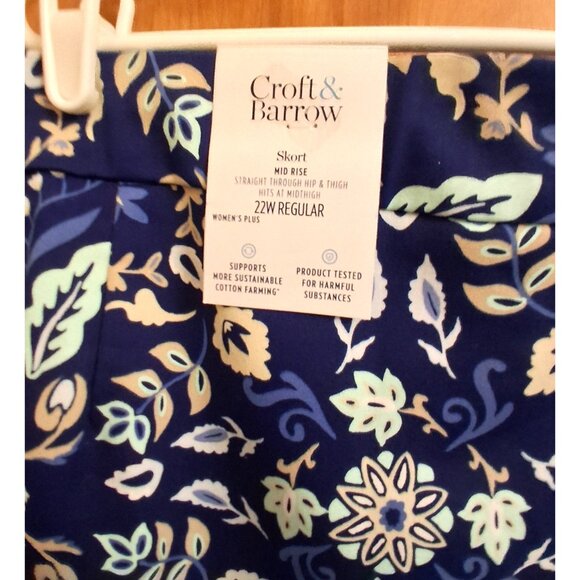 Croft&
Barrow
Skort
MID RISE
STRAIGHT THROUGH HIP & THIGH
HITS AT MIDTHIGH
22W REGULAR
WOMEN'S PLUS
SUPPORTS
MORE SUSTAINABLE
COTTON FARMING*
PRODUCT TESTED
FOR HARMFUL
SUBSTANCES